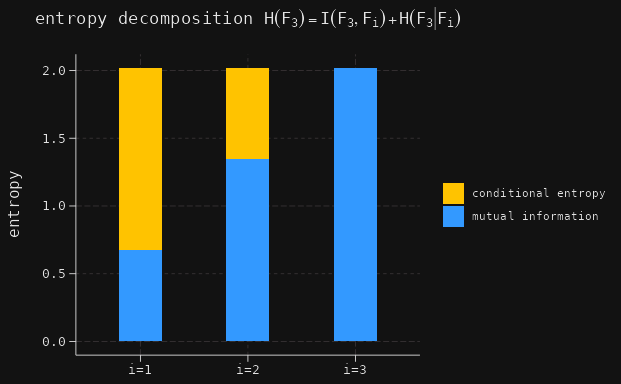 entropy decomposition H(F₃)=I(F₃,Fᵢ)+H(F₃|Fᵢ)
2.0
1.5
1.0
0.5
0.0
entropy
i=1
i=2
i=3
conditional entropy
mutual information